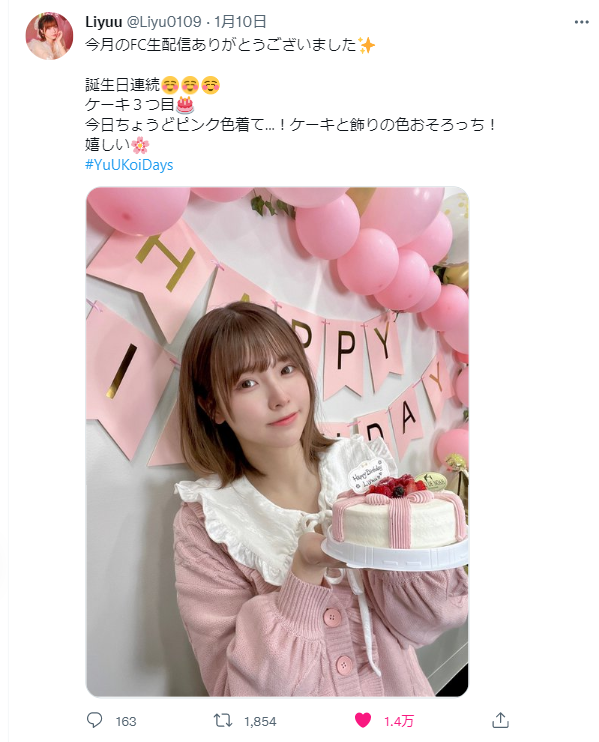 Liyuu @Liyu0109 · 1月10日
今月のFC生配信ありがとうございました✨
誕生日連続☺️☺️☺️
ケーキ３つ目🎂
今日ちょうどピンク色着て...！ケーキと飾りの色おそろっち！
嬉しい🌸
#YuUKoiDays
H
APPY
I
DAY
Happy Birthday
Liyuu
163
1,854
1.4万